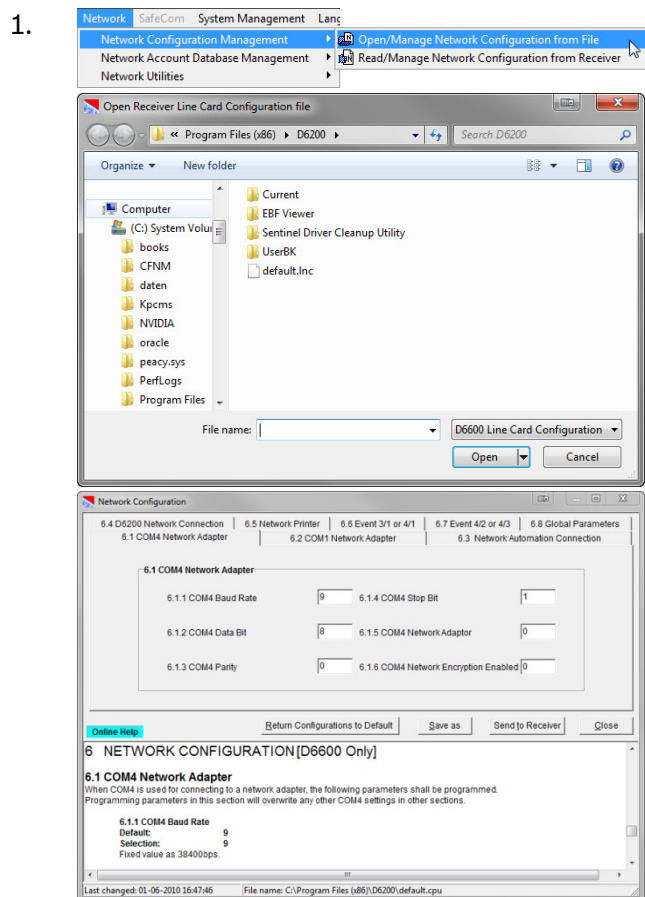 1.
Network SafeCom System Management Lang
Network Configuration Management Open/Manage Network Configuration from File
Network Account Database Management Read/Manage Network Configuration from Receiver
Network Utilities
Open Receiver Line Card Configuration file
« Program Files (x86) D6200 Search D6200
Organize New folder
Computer
(C:) System Volu
books
CFNM
daten
Kpcms
NVIDIA
oracle
peacy.sys
PerfLogs
Program Files
Current
EBF Viewer
Sentinel Driver Cleanup Utility
UserBK
default.lnc
File name: D6600 Line Card Configuration
Open Cancel
Network Configuration
6.4 D6200 Network Connection 6.5 Network Printer 6.6 Event 3/1 or 4/1 6.7 Event 4/2 or 4/3 6.8 Global Parameters
6.1 COM4 Network Adapter 6.2 COM1 Network Adapter 6.3 Network Automation Connection
6.1 COM4 Network Adapter
6.1.1 COM4 Baud Rate 9 6.1.4 COM4 Stop Bit 1
6.1.2 COM4 Data Bit 8 6.1.5 COM4 Network Adaptor 0
6.1.3 COM4 Parity 0 6.1.6 COM4 Network Encryption Enabled 0
Online Help Return Configurations to Default Save as Send to Receiver Close
6 NETWORK CONFIGURATION [D6600 Only]
6.1 COM4 Network Adapter
When COM4 is used for connecting to a network adapter, the following parameters shall be programmed.
Programming parameters in this section will overwrite any other COM4 settings in other sections.
6.1.1 COM4 Baud Rate
Default: 9
Selection: 9
Fixed value as 38400bps.
Last changed: 01-06-2010 16:47:46 File name: C:\Program Files (x86)\D6200\default.cpu